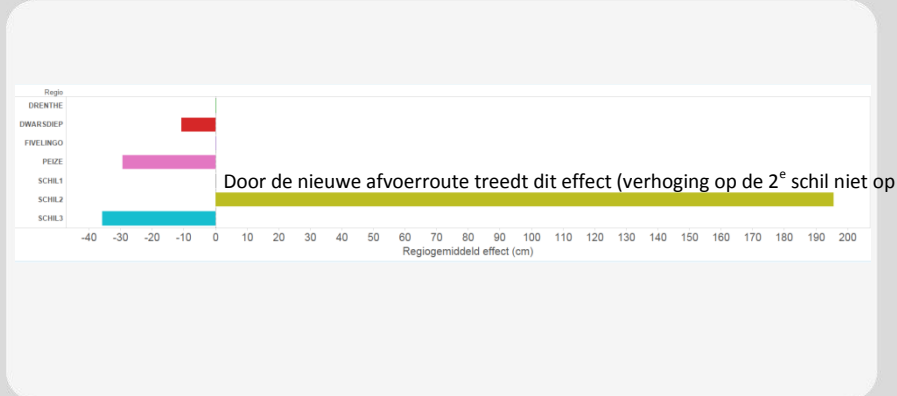 Regio
DRENTHE
DWARSDIEP
FIVELINGO
PEIZE
SCHIL1
Door de nieuwe afvoerroute treedt dit effect (verhoging op de 2e schil niet op
SCHIL2
SCHIL3
-40 -30 -20 -10 0 10 20 30 40 50 60 70 80 90 100 110 120 130 140 150 160 170 180 190 200
Regiogemiddeld effect (cm)